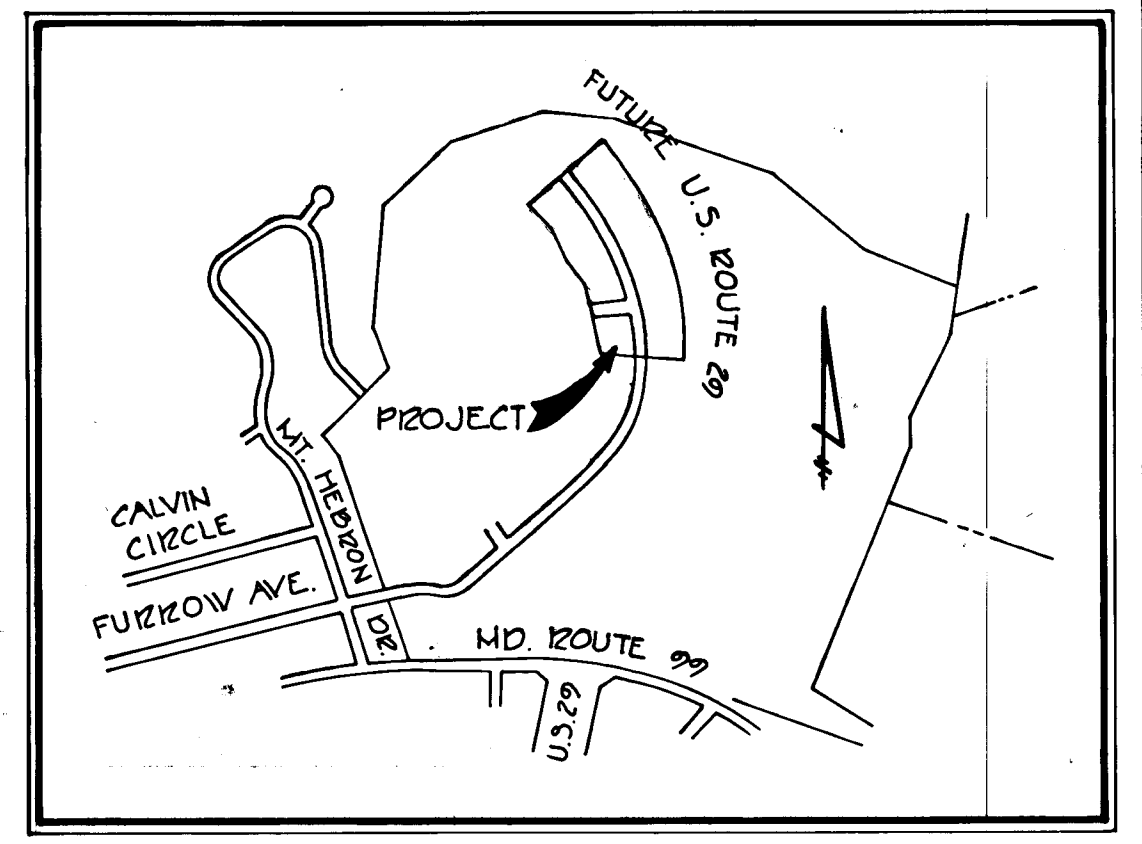 FUTURE U.S. ROUTE 29
PROJECT
MT. HEBRON DR.
CALVIN
CIRCLE
FURROW AVE.
MD. ROUTE 99
U.S. 29